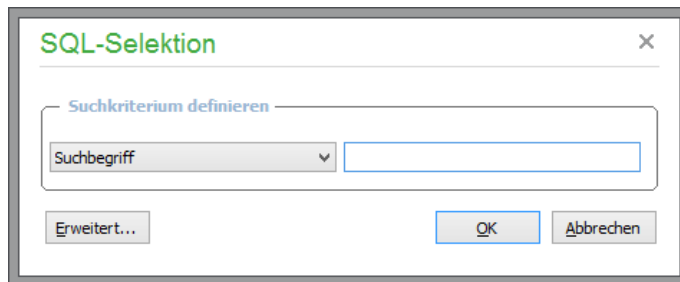 SQL-Selektion
Suchkriterium definieren
Suchbegriff
Erweitert... OK Abbrechen